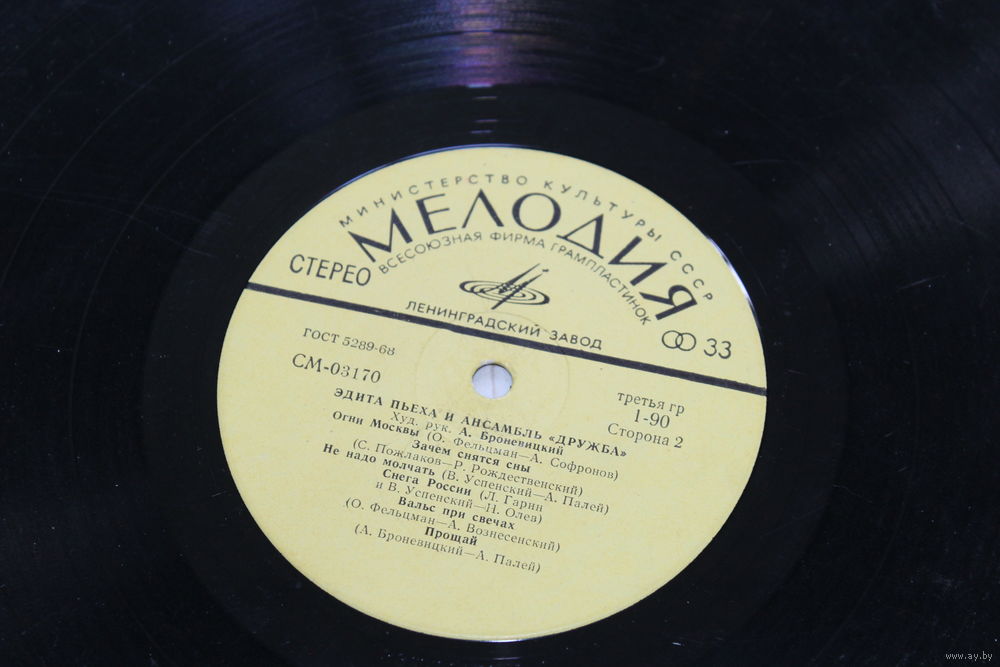 МИНИСТЕРСТВО КУЛЬТУРЫ СССР
МЕЛОДИЯ
ВСЕСОЮЗНАЯ ФИРМА ГРАМПЛАСТИНОК
СТЕРЕО
ЛЕНИНГРАДСКИЙ ЗАВОД
33
ГОСТ 5289-68
СМ-03170
третья гр
1-90
Сторона 2
ЭДИТА ПЬЕХА И АНСАМБЛЬ «ДРУЖБА»
Худ. рук. А. Броневицкий
Огни Москвы (О. Фельцман—А. Софронов)
Зачем снятся сны
(С. Пожлаков—Р. Рождественский)
Не надо молчать (В. Успенский—А. Палей)
Снега России (Л. Гарин
и В. Успенский—Н. Олев)
Вальс при свечах
(О. Фельцман—А. Вознесенский)
Прощай
(А. Броневицкий—А. Палей)
www.ay.by